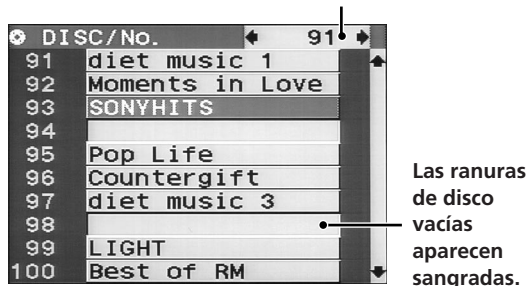 DISC/No. 91
91 diet music 1
92 Moments in Love
93 SONYHITS
94
95 Pop Life
96 Countergift
97 diet music 3
98
99 LIGHT
100 Best of RM
Las ranuras
de disco
vacías
aparecen
sangradas.